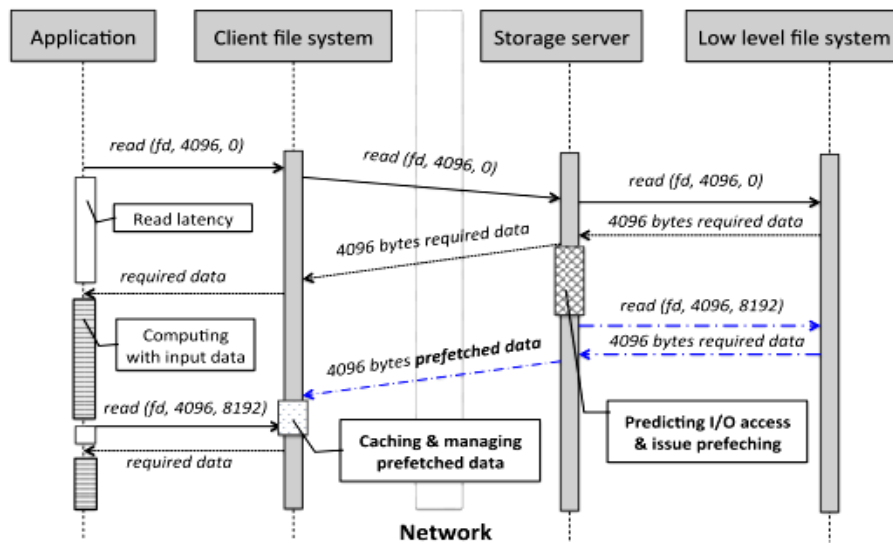 Application
Client file system
Storage server
Low level file system
read (fd, 4096, 0)
read (fd, 4096, 0)
read (fd, 4096, 0)
Read latency
4096 bytes required data
4096 bytes required data
required data
read (fd, 4096, 8192)
Computing
with input data
4096 bytes required data
4096 bytes prefetched data
read (fd, 4096, 8192)
Predicting I/O access
& issue prefeching
Caching & managing
prefetched data
required data
Network